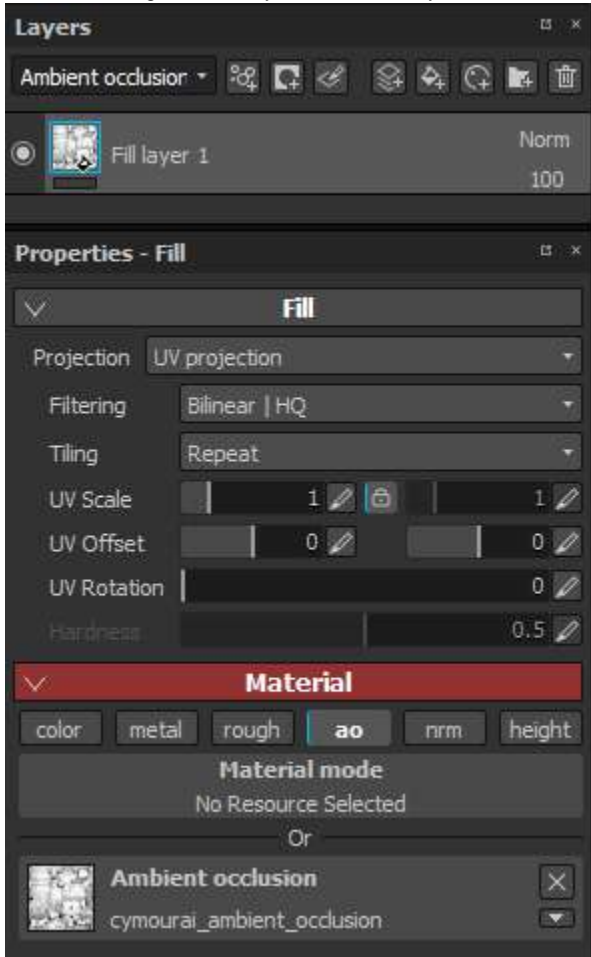 Layers
Ambient occlusior
Fill layer 1
Norm
100
Properties - Fill
Fill
Projection UV projection
Filtering Bilinear | HQ
Tiling Repeat
UV Scale 1 1
UV Offset 0 0
UV Rotation 0
Hardness 0.5
Material
color metal rough ao nrm height
Material mode
No Resource Selected
Or
Ambient occlusion
cymourai_ambient_occlusion